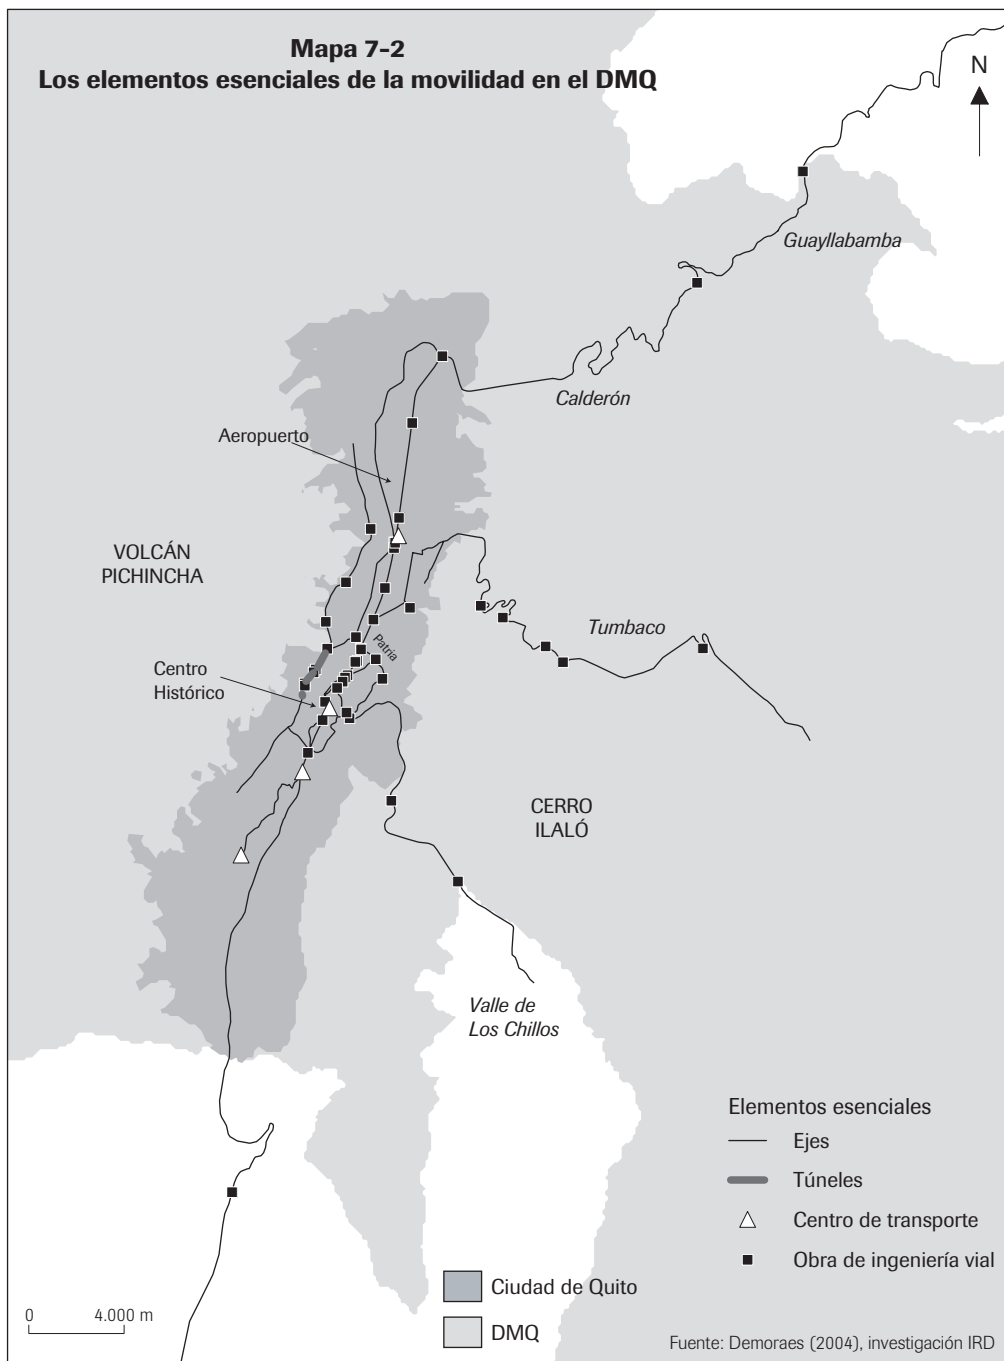 Mapa 7-2
Los elementos esenciales de la movilidad en el DMQ
N
Guayllabamba
Calderón
Aeropuerto
VOLCÁN
PICHINCHA
Tumbaco
Patria
Centro
Histórico
CERRO
ILALÓ
Valle de
Los Chillos
Elementos esenciales
Ejes
Túneles
Centro de transporte
Obra de ingeniería vial
Ciudad de Quito
DMQ
0 4.000 m
Fuente: Demoraes (2004), investigación IRD